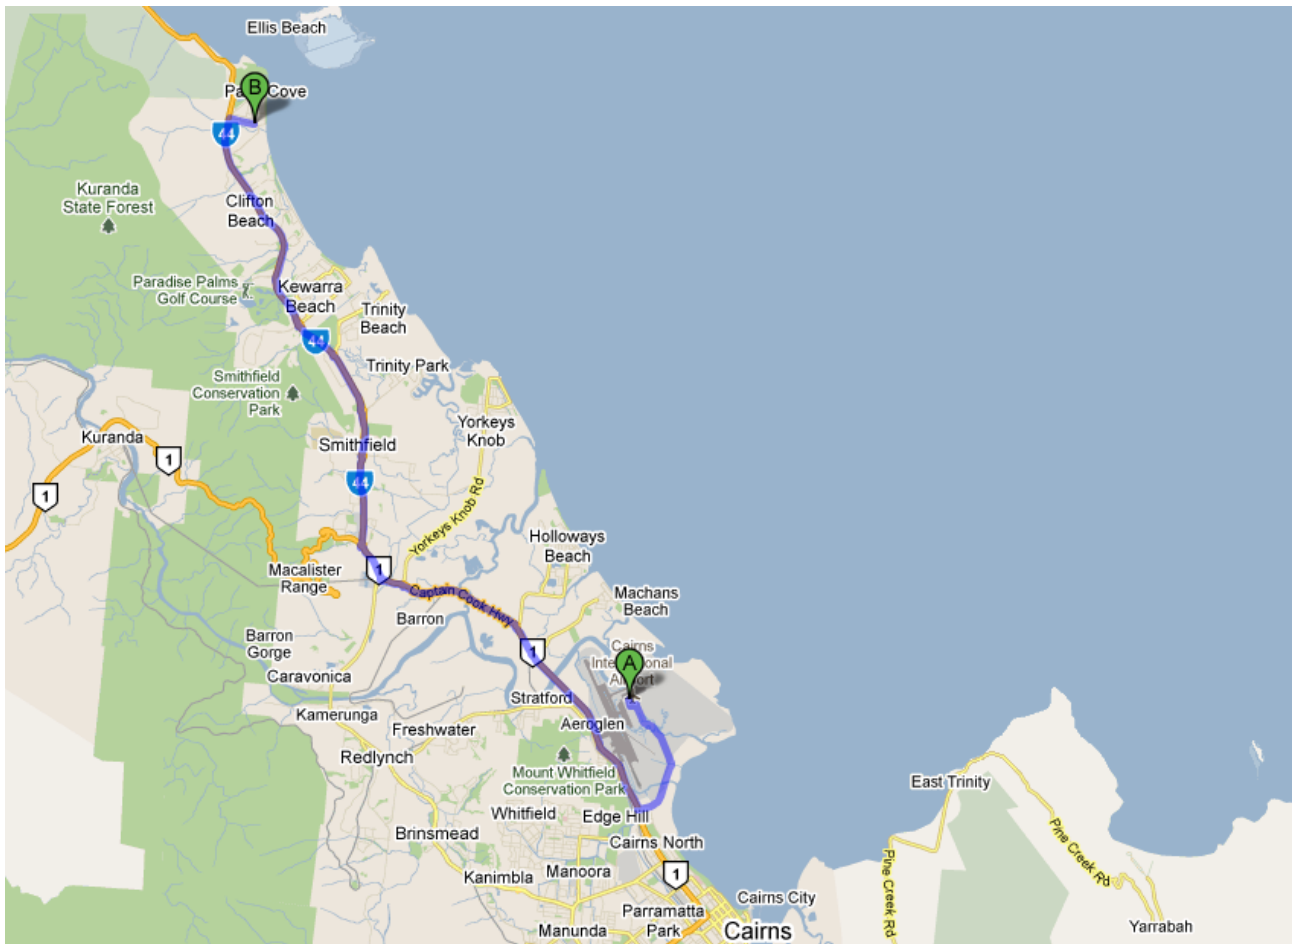 Ellis Beach
B
Cove
44
Clifton
Beach
Kuranda
State Forest
Paradise Palms
Golf Course
Kewarra
Beach
Trinity
Beach
44
Trinity Park
Smithfield
Conservation
Park
Yorkeys
Knob
Kuranda
Smithfield
1
1
44
Yorkeys Knob Rd
Holloways
Beach
1
Macalister
Range
Captain Cook Hwy
Machans
Beach
Barron
Barron
Gorge
1
Cairns
A
Caravonica
Stratford
Kamerunga
Aeroglen
Freshwater
Redlynch
Mount Whitfield
Conservation Park
East Trinity
Whitfield
Edge Hill
Brinsmead
Cairns North
Pine Creek Rd
Pine Creek Rd
Manoora
Kanimbla
1
Cairns City
Parramatta
Park
Manunda
Cairns
Yarrabah